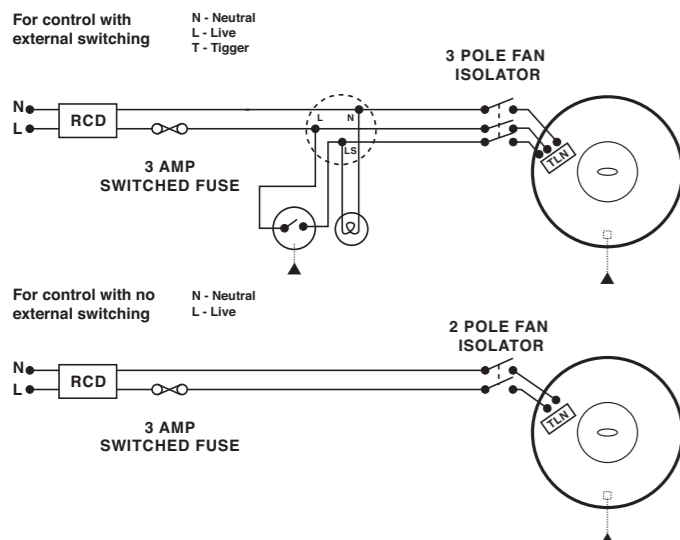 For control with
external switching
N - Neutral
L - Live
T - Tigger
3 POLE FAN
ISOLATOR
N
L
RCD
L
N
LS
TLN
3 AMP
SWITCHED FUSE
For control with no
external switching
N - Neutral
L - Live
2 POLE FAN
ISOLATOR
N
L
RCD
TLN
3 AMP
SWITCHED FUSE